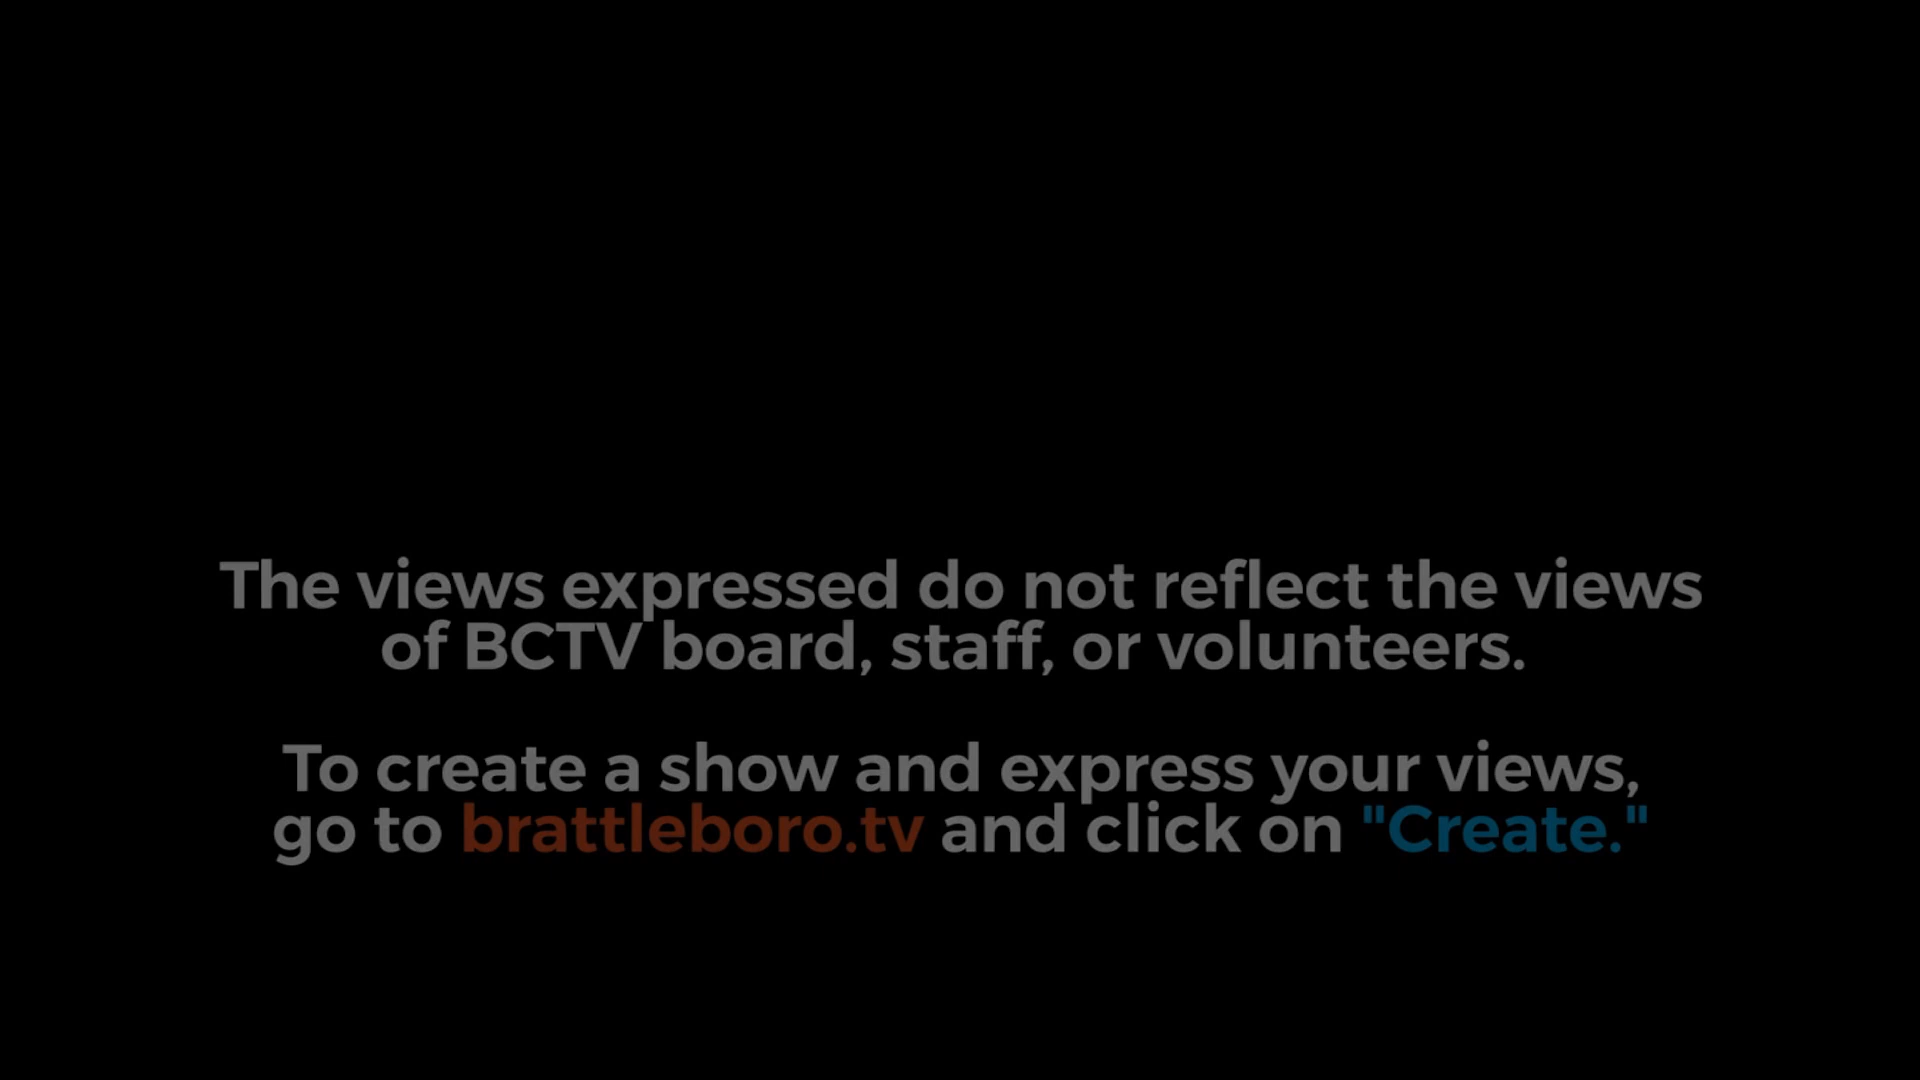 The views expressed do not reflect the views
of BCTV board, staff, or volunteers.
To create a show and express your views,
go to brattleboro.tv and click on "Create."